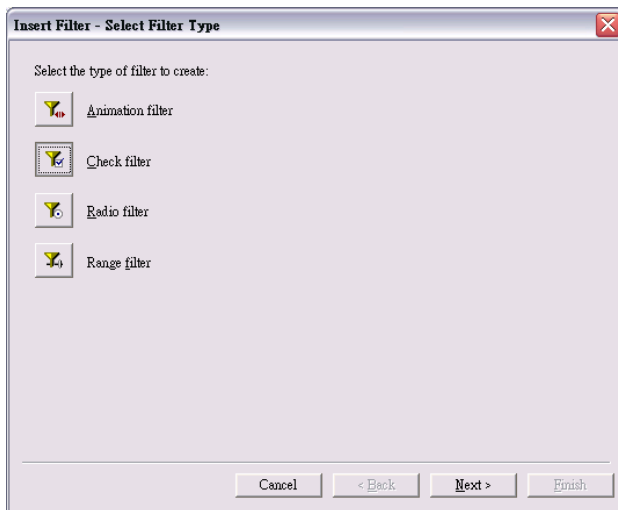 Insert Filter - Select Filter Type
Select the type of filter to create:
Animation filter
Check filter
Radio filter
Range filter
Cancel
< Back
Next >
Finish